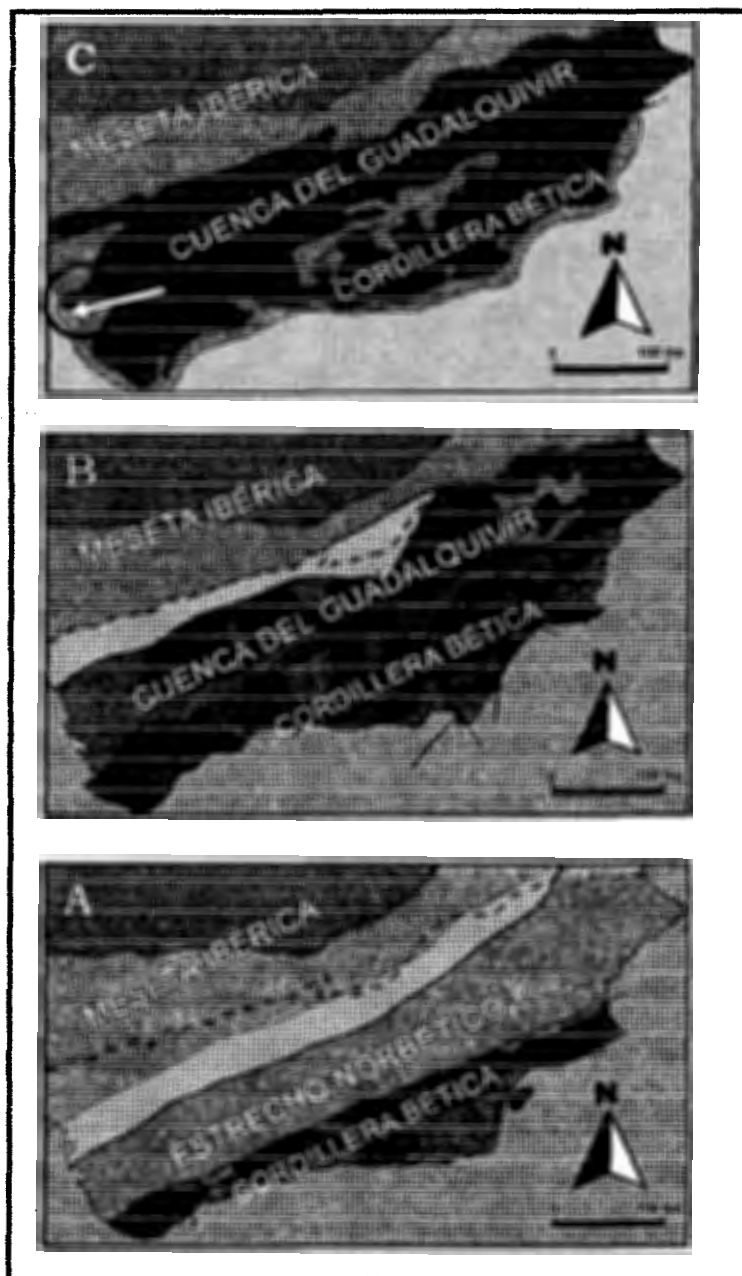 C
MESETA IBÉRICA
CUENCA DEL GUADALQUIVIR
CORDILLERA BÉTICA
N
B
MESETA IBÉRICA
CUENCA DEL GUADALQUIVIR
CORDILLERA BÉTICA
N
A
MESETA IBÉRICA
ESTRECHO NORBÉTICO
CORDILLERA BÉTICA
N